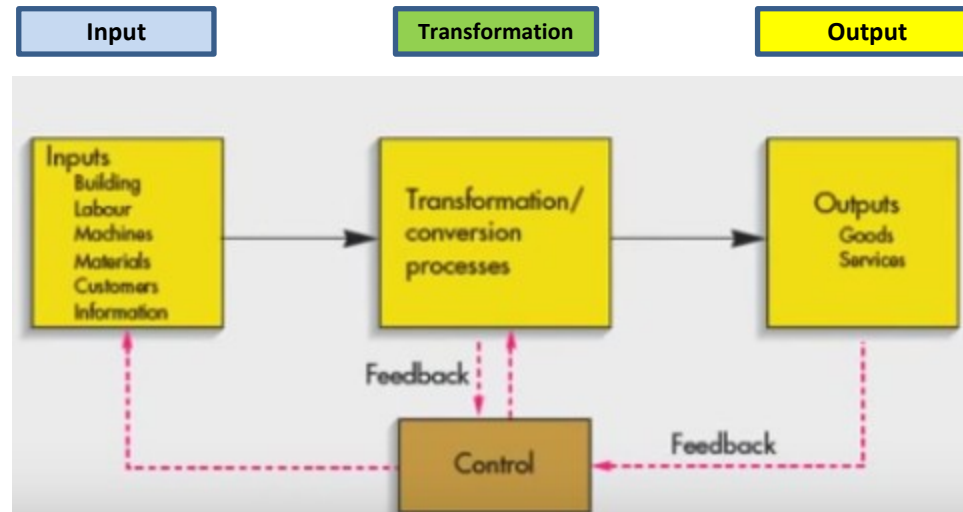 Input
Transformation
Output
Inputs
Building
Labour
Machines
Materials
Customers
Information
Transformation/
conversion
processes
Outputs
Goods
Services
Feedback
Feedback
Control